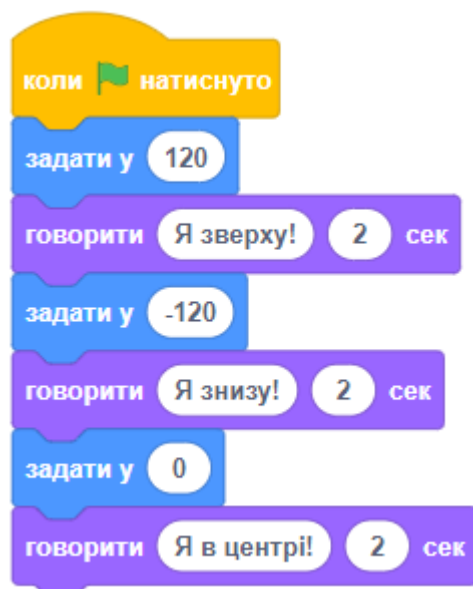 коли натиснуто
задати y 120
говорити Я зверху! 2 сек
задати y -120
говорити Я знизу! 2 сек
задати y 0
говорити Я в центрі! 2 сек